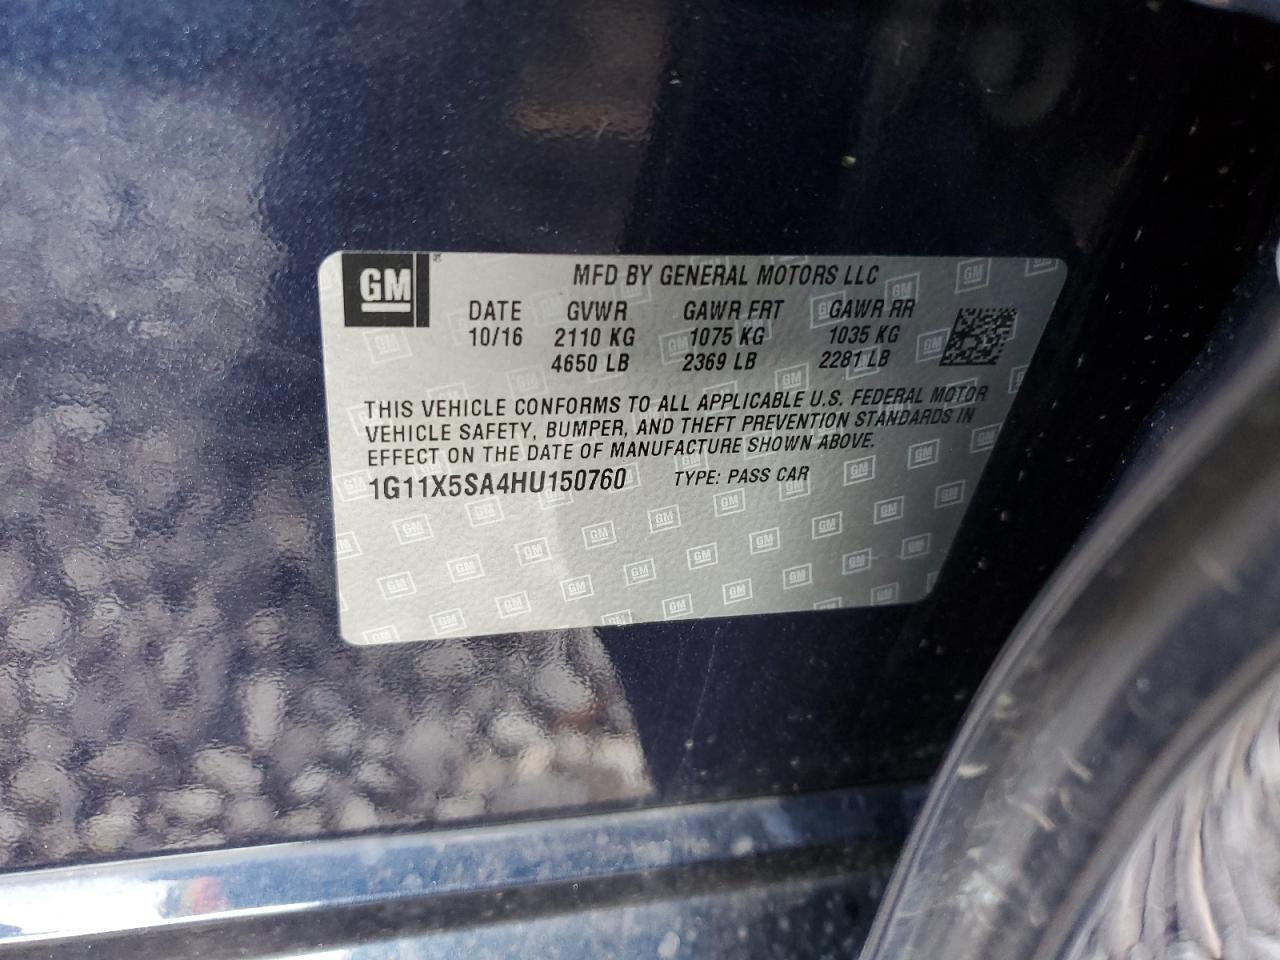 GM
MFD BY GENERAL MOTORS LLC
DATE GVWR GAWR FRT GAWR RR
10/16 2110 KG 1075 KG 1035 KG
4650 LB 2369 LB 2281 LB
THIS VEHICLE CONFORMS TO ALL APPLICABLE U.S. FEDERAL MOTOR
VEHICLE SAFETY, BUMPER, AND THEFT PREVENTION STANDARDS IN
EFFECT ON THE DATE OF MANUFACTURE SHOWN ABOVE.
1G11X5SA4HU150760 TYPE: PASS CAR